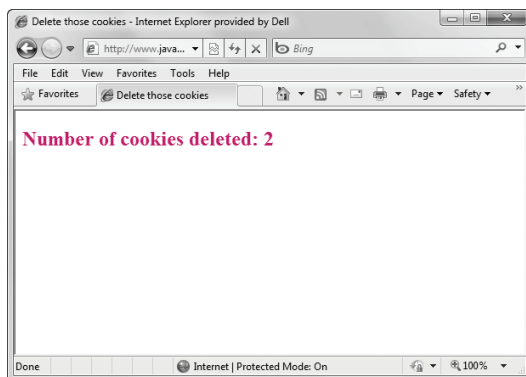 Delete those cookies - Internet Explorer provided by Dell
http://www.java...
Bing
File Edit View Favorites Tools Help
Favorites Delete those cookies Page Safety »
Number of cookies deleted: 2
Done Internet | Protected Mode: On 100%